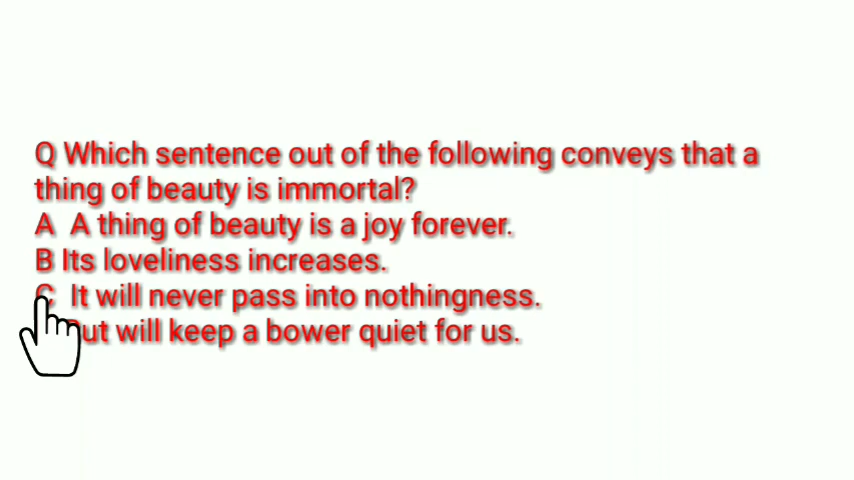 Q Which sentence out of the following conveys that a
thing of beauty is immortal?
A A thing of beauty is a joy forever.
B Its loveliness increases.
C It will never pass into nothingness.
But will keep a bower quiet for us.